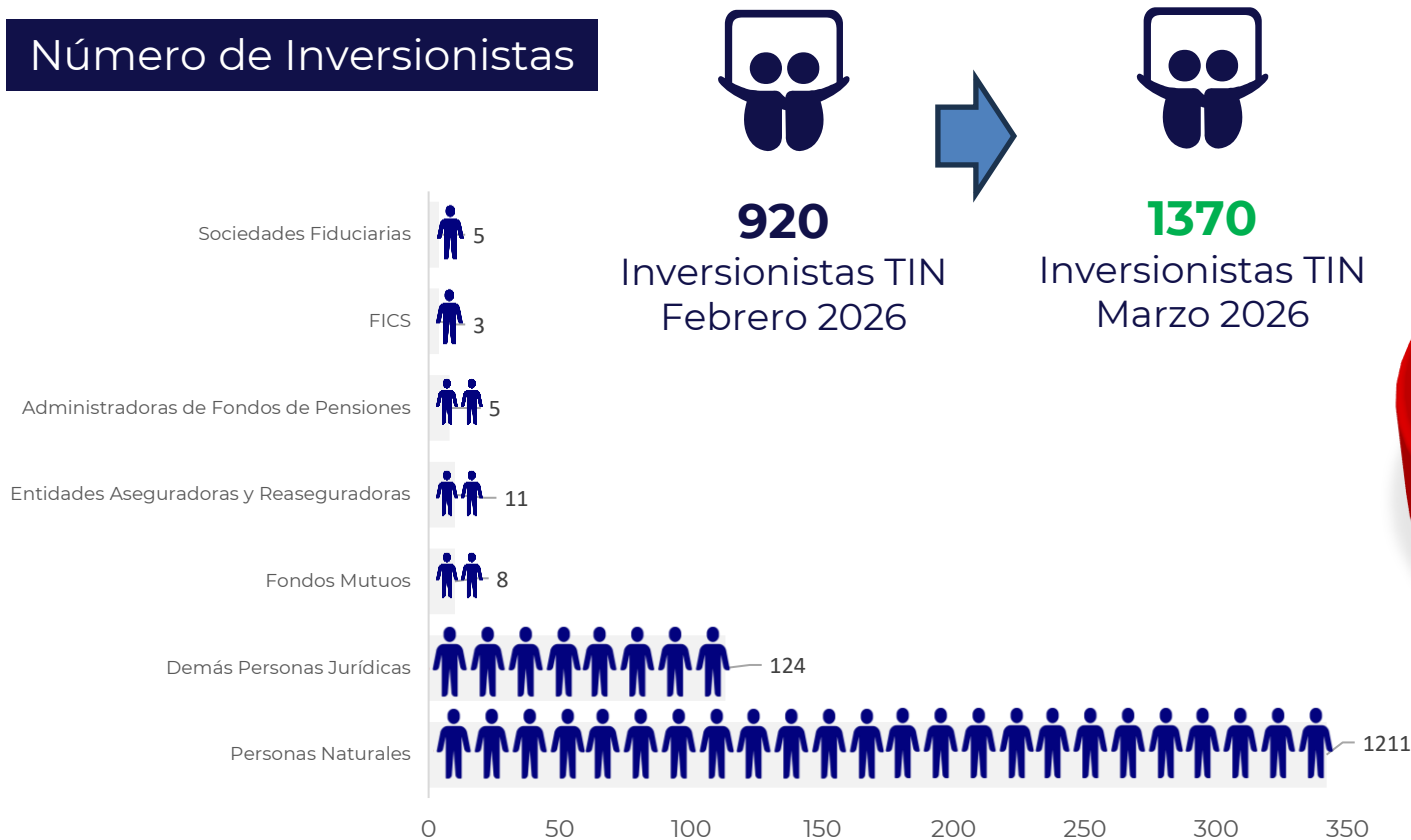 Número de Inversionistas
920
Inversionistas TIN
Febrero 2026
1370
Inversionistas TIN
Marzo 2026
Sociedades Fiduciarias 5
FICS 3
Administradoras de Fondos de Pensiones 5
Entidades Aseguradoras y Reaseguradoras 11
Fondos Mutuos 8
Demás Personas Jurídicas 124
Personas Naturales 1211
0 50 100 150 200 250 300 350